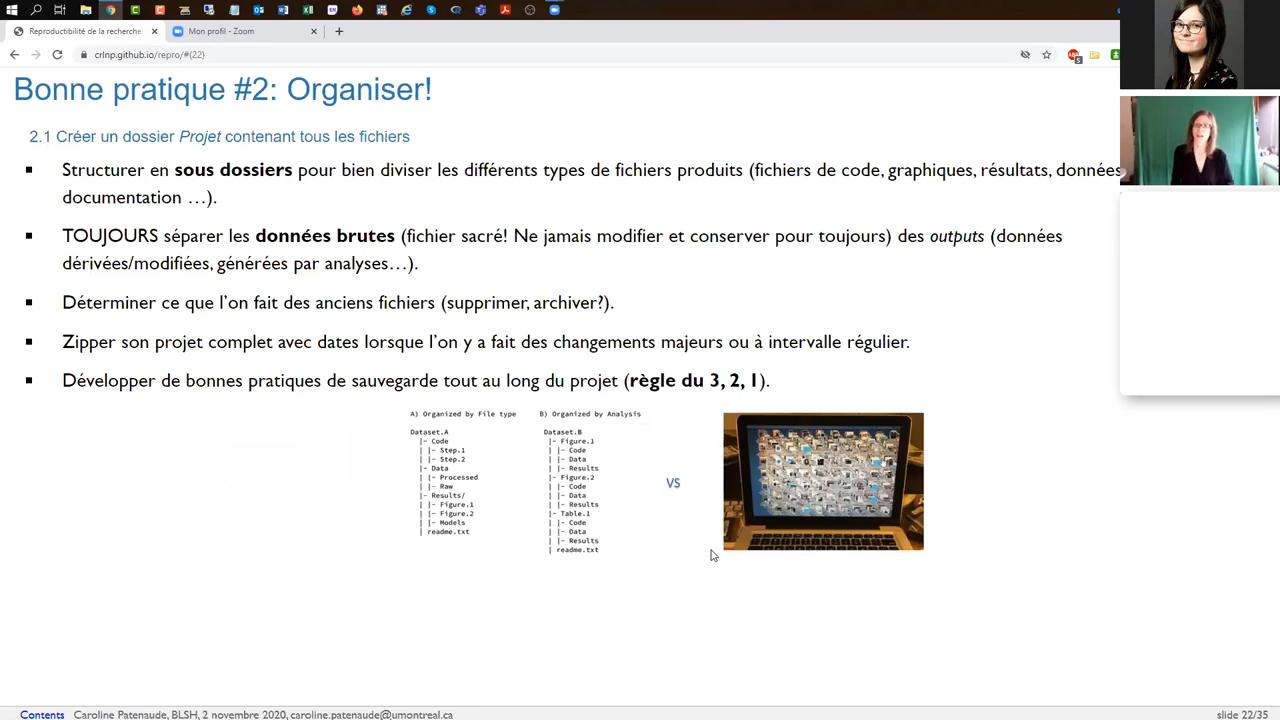 Reproductibilité de la recherche
Mon profil - Zoom
crlnp.github.io/repro/#(22)
Bonne pratique #2: Organiser!
2.1 Créer un dossier Projet contenant tous les fichiers
Structurer en sous dossiers pour bien diviser les différents types de fichiers produits (fichiers de code, graphiques, résultats, données
documentation …).
TOUJOURS séparer les données brutes (fichier sacré! Ne jamais modifier et conserver pour toujours) des outputs (données
dérivées/modifiées, générées par analyses…).
Déterminer ce que l'on fait des anciens fichiers (supprimer, archiver?).
Zipper son projet complet avec dates lorsque l'on y a fait des changements majeurs ou à intervalle régulier.
Développer de bonnes pratiques de sauvegarde tout au long du projet (règle du 3, 2, 1).
A) Organized by File type
Dataset.A
|- Code
| |- Step.1
| |- Step.2
|- Data
| |- Processed
| |- Raw
|- Results/
| |- Figure.1
| |- Figure.2
| |- Models
| readme.txt
B) Organized by Analysis
Dataset.B
|- Figure.1
| |- Code
| |- Data
| |- Results
|- Figure.2
| |- Code
| |- Data
| |- Results
|- Table.1
| |- Code
| |- Data
| |- Results
| readme.txt
VS
Contents Caroline Patenaude, BLSH, 2 novembre 2020, caroline.patenaude@umontreal.ca
slide 22/35